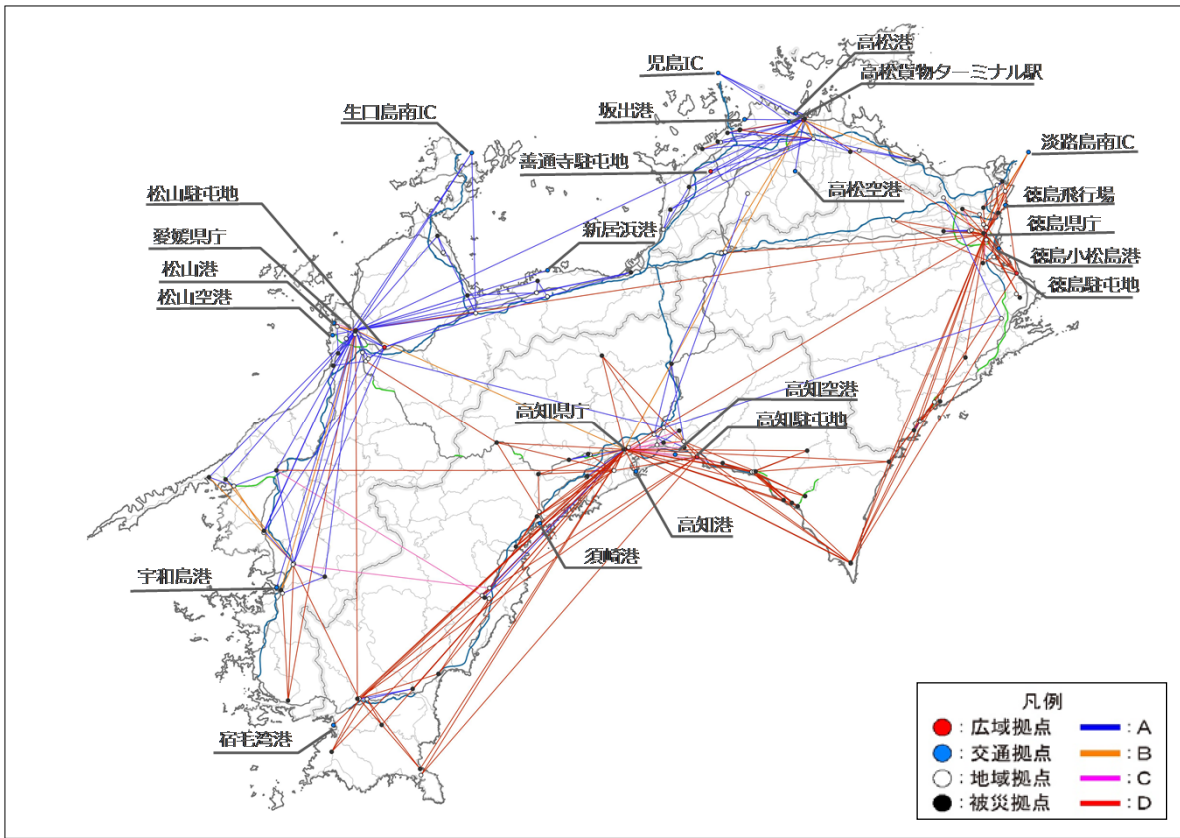 高松港
児島IC
高松貨物ターミナル駅
坂出港
生口島南IC
淡路島南IC
善通寺駐屯地
高松空港
徳島飛行場
松山駐屯地
徳島県庁
愛媛県庁
新居浜港
徳島小松島港
松山港
徳島駐屯地
松山空港
高知空港
高知県庁
高知駐屯地
高知港
須崎港
宇和島港
宿毛湾港
凡例
：広域拠点 ：A
：交通拠点 ：B
：地域拠点 ：C
：被災拠点 ：D